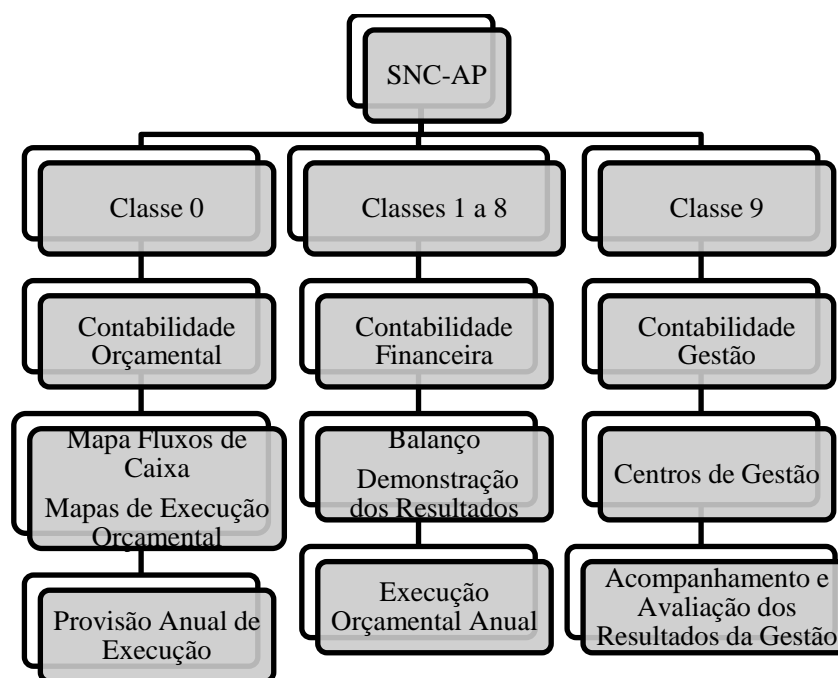 SNC-AP
Classe 0
Classes 1 a 8
Classe 9
Contabilidade
Orçamental
Contabilidade
Financeira
Contabilidade
Gestão
Mapa Fluxos de
Caixa
Mapas de Execução
Orçamental
Balanço
Demonstração
dos Resultados
Centros de Gestão
Provisão Anual de
Execução
Execução
Orçamental Anual
Acompanhamento e
Avaliação dos
Resultados da Gestão